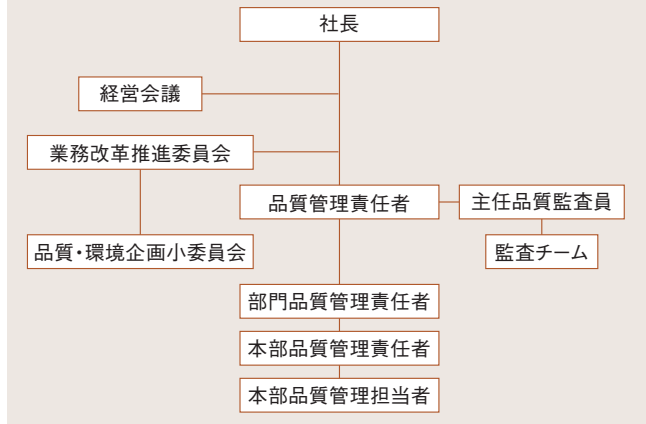 社長
経営会議
業務改革推進委員会
品質管理責任者
主任品質監査員
品質・環境企画小委員会
監査チーム
部門品質管理責任者
本部品質管理責任者
本部品質管理担当者